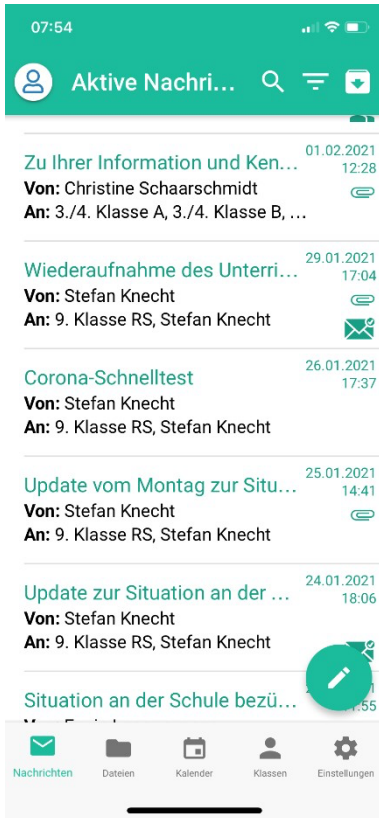 07:54
Aktive Nachri...
Zu Ihrer Information und Ken...
01.02.2021
12:28
Von: Christine Schaarschmidt
An: 3./4. Klasse A, 3./4. Klasse B, ...
Wiederaufnahme des Unterri...
29.01.2021
17:04
Von: Stefan Knecht
An: 9. Klasse RS, Stefan Knecht
Corona-Schnelltest
26.01.2021
17:37
Von: Stefan Knecht
An: 9. Klasse RS, Stefan Knecht
Update vom Montag zur Situ...
25.01.2021
14:41
Von: Stefan Knecht
An: 9. Klasse RS, Stefan Knecht
Update zur Situation an der ...
24.01.2021
18:06
Von: Stefan Knecht
An: 9. Klasse RS, Stefan Knecht
Situation an der Schule bezü...
Nachrichten
Dateien
Kalender
Klassen
Einstellungen